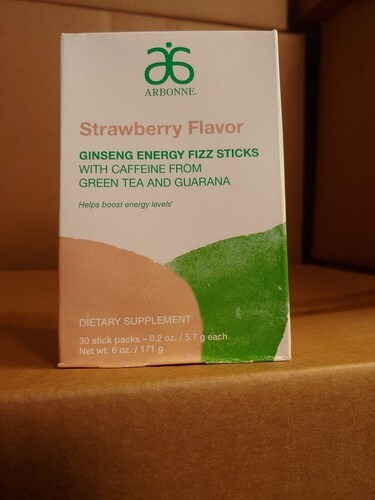 ARBONNE.
Strawberry Flavor
GINSENG ENERGY FIZZ STICKS
WITH CAFFEINE FROM
GREEN TEA AND GUARANA
Helps boost energy levels†
DIETARY SUPPLEMENT
30 stick packs – 0.2 oz. / 5.7 g each
Net wt. 6 oz. / 171 g